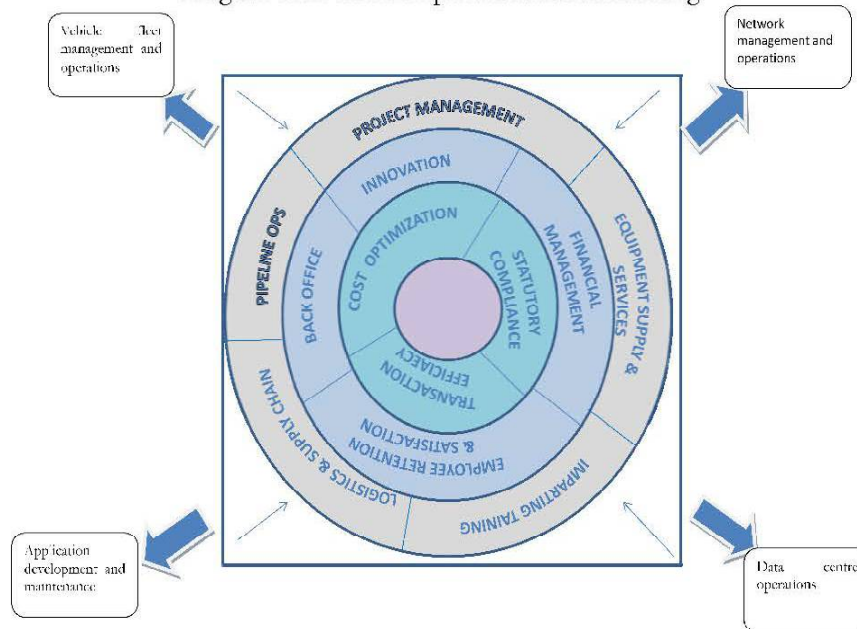 Vehicle fleet
management and
operations
Network
management and
operations
PROJECT MANAGEMENT
INNOVATION
COST OPTIMIZATION
STATUTORY
COMPLIANCE
FINANCIAL
MANAGEMENT
EQUIPMENT SUPPLY &
SERVICES
PIPELINE OPS
BACK OFFICE
TRANSACTION
EFFICIAECY
EMPLOYEE RETENTION
& SATISFACTION
LOGISTICS & SUPPLY CHAIN
IMPARTING TAINING
Application
development and
maintenance
Data centre
operations